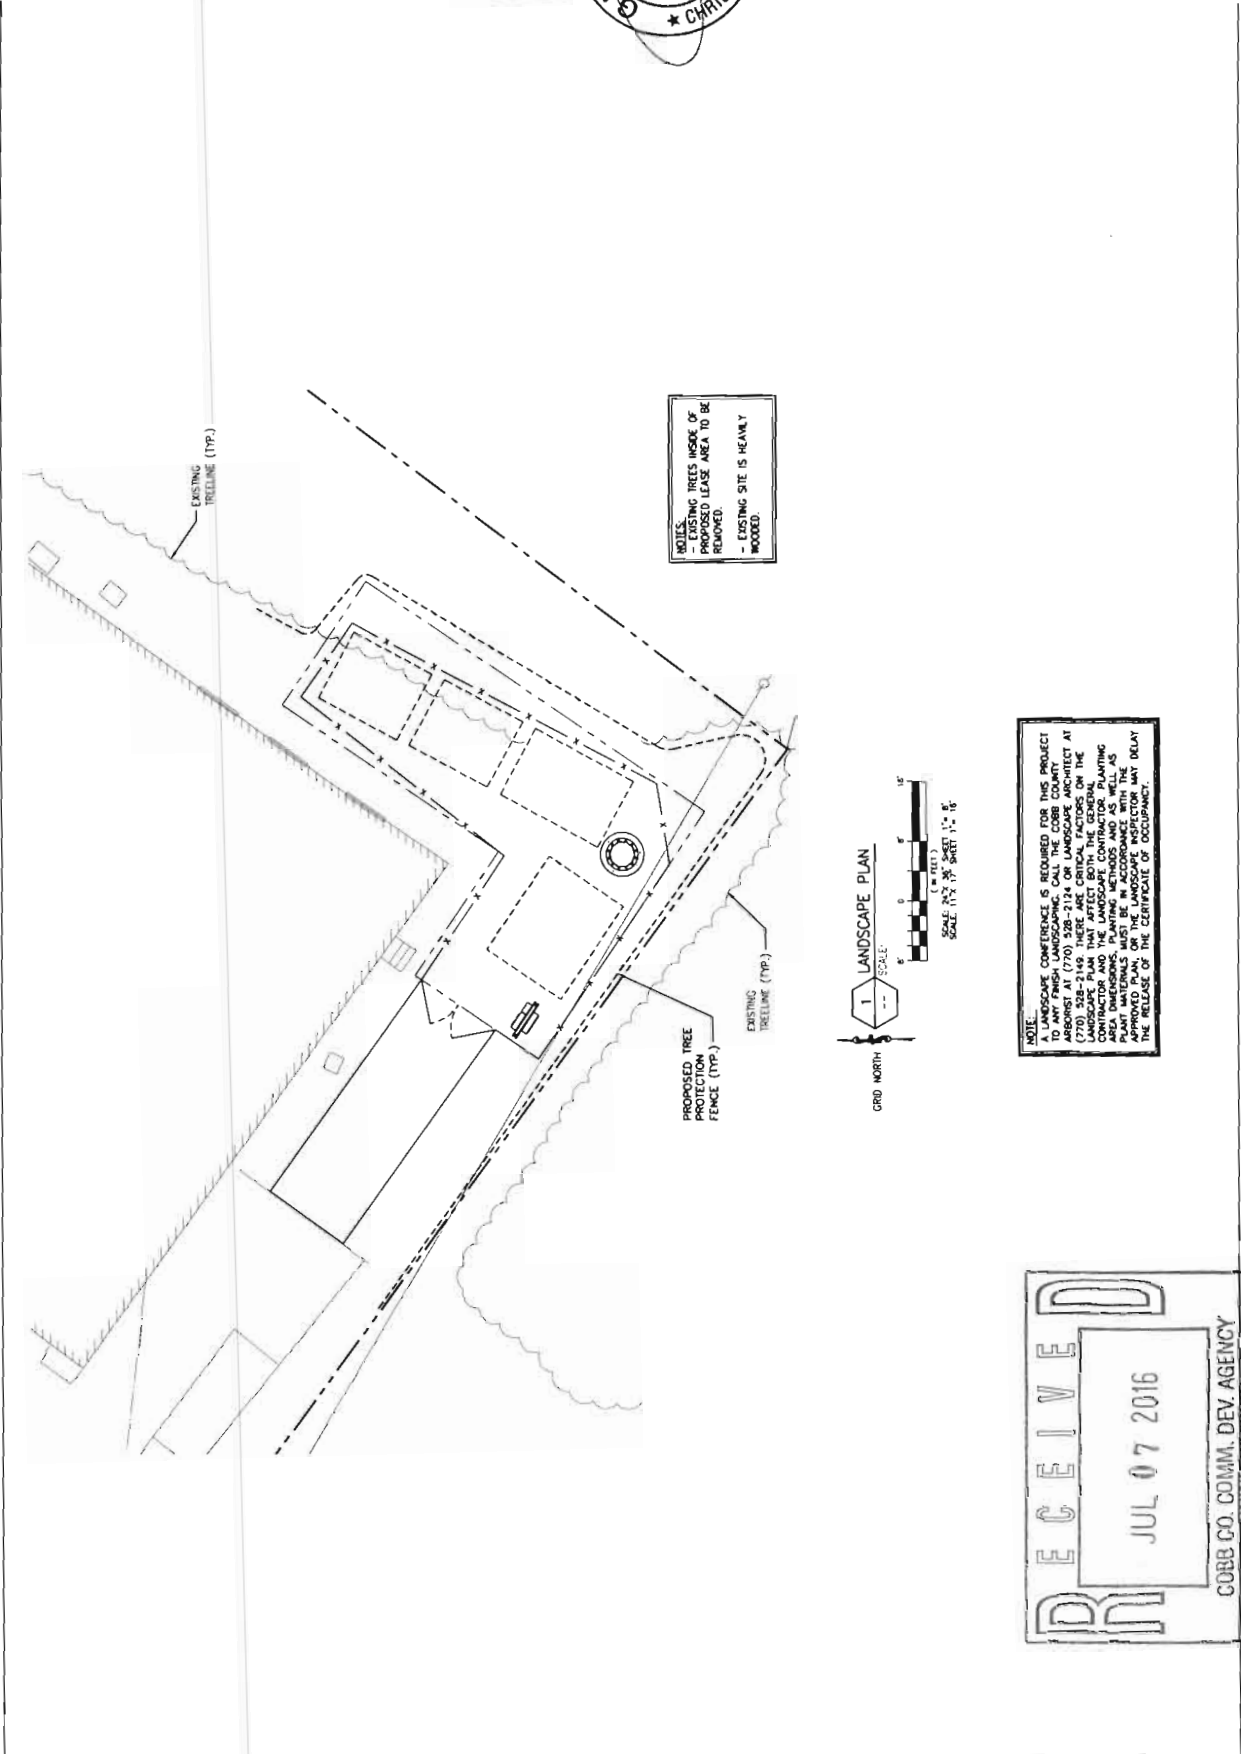 ★ CHRIS
EXISTING
TREELINE (TYP.)
NOTES:
- EXISTING TREES INSIDE OF
PROPOSED LEASE AREA TO BE
REMOVED.
- EXISTING SITE IS HEAVILY
WOODED.
PROPOSED TREE
PROTECTION
FENCE (TYP.)
EXISTING
TREELINE (TYP.)
GRID NORTH
1
--
LANDSCAPE PLAN
SCALE:
8' 0 8' 16'
( IN FEET )
SCALE: 24"X 36" SHEET 1"= 8'
SCALE: 11"X 17" SHEET 1"= 16'
NOTE:
A LANDSCAPE CONFERENCE IS REQUIRED FOR THIS PROJECT
TO ANY FINISH LANDSCAPING. CALL THE COBB COUNTY
ARBORIST AT (770) 528-2124 OR LANDSCAPE ARCHITECT AT
(770) 528-2149. THERE ARE CRITICAL FACTORS ON THE
LANDSCAPE PLAN THAT AFFECT BOTH THE GENERAL
CONTRACTOR AND THE LANDSCAPE CONTRACTOR. PLANTING
AREA DIMENSIONS, PLANTING METHODS AND AS WELL AS
PLANT MATERIALS MUST BE IN ACCORDANCE WITH THE
APPROVED PLAN, OR THE LANDSCAPE INSPECTOR MAY DELAY
THE RELEASE OF THE CERTIFICATE OF OCCUPANCY.
RECEIVED
JUL 07 2016
COBB CO. COMM. DEV. AGENCY